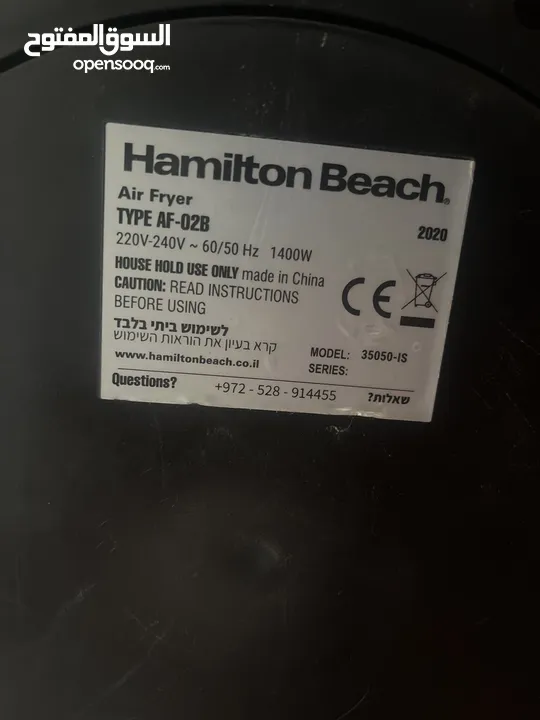 السوق المفتوح
opensooq.com
Hamilton Beach®
Air Fryer
TYPE AF-02B
2020
220V-240V ~ 60/50 Hz 1400W
HOUSE HOLD USE ONLY made in China
CAUTION: READ INSTRUCTIONS
BEFORE USING
CE
לשימוש ביתי בלבד
קרא בעיון את הוראות השימוש
www.hamiltonbeach.co.il
MODEL: 35050-IS
SERIES:
Questions? +972 - 528 - 914455 שאלות?